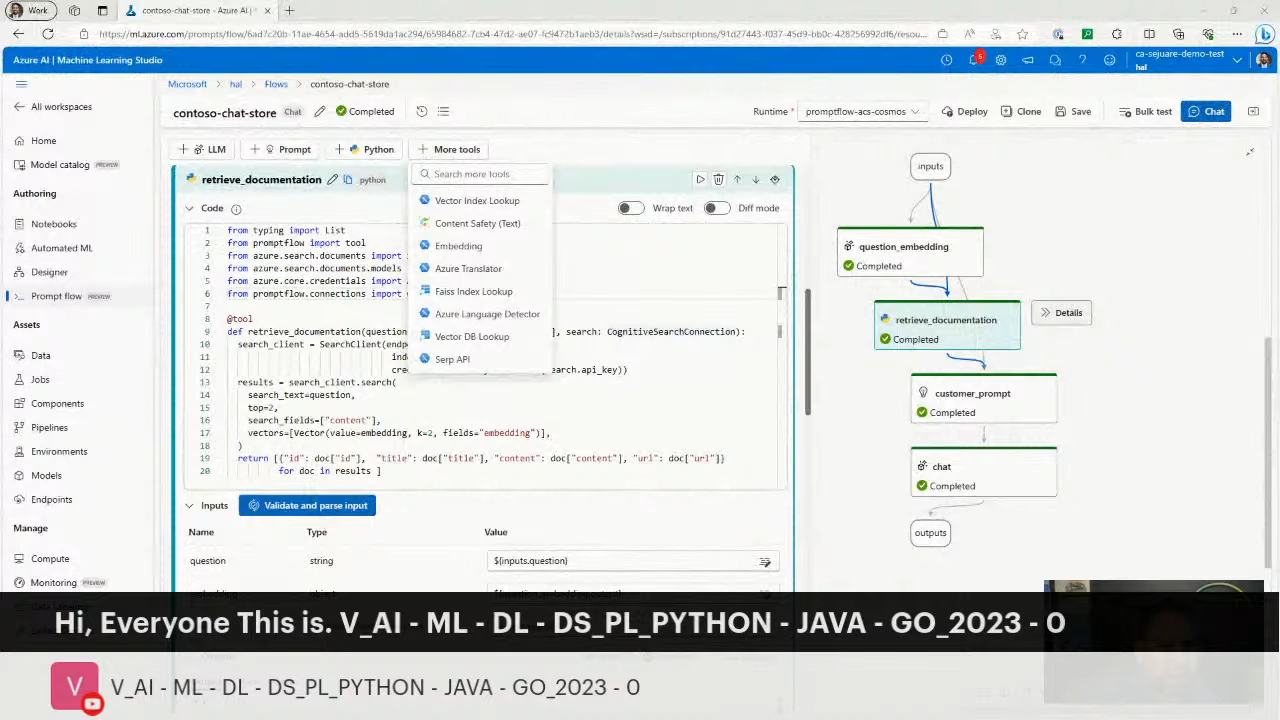 Work
contoso-chat-store - Azure AI | 
https://ml.azure.com/prompts/flow/6ad7c20b-11ae-4654-add5-5619da1ac294/65984682-7cb4-47d2-ae07-fc9472b1aeb3/details?wsid=/subscriptions/91d27443-f037-45d9-bb0c-428256992df6/resou...
Azure AI | Machine Learning Studio
5
ca-sejuare-demo-test
hal
All workspaces
Home
Model catalog PREVIEW
Authoring
Notebooks
Automated ML
Designer
Prompt flow PREVIEW
Assets
Data
Jobs
Components
Pipelines
Environments
Models
Endpoints
Manage
Compute
Monitoring PREVIEW
Microsoft > hal > Flows > contoso-chat-store
contoso-chat-store Chat Completed
Runtime * promptflow-acs-cosmos Deploy Clone Save Bulk test Chat
+ LLM + Prompt + Python + More tools
retrieve_documentation python
Search more tools
Vector Index Lookup
Content Safety (Text)
Embedding
Azure Translator
Faiss Index Lookup
Azure Language Detector
Vector DB Lookup
Serp API
Code Wrap text Diff mode
1 from typing import List
2 from promptflow import tool
3 from azure.search.documents import
4 from azure.search.documents.models
5 from azure.core.credentials import
6 from promptflow.connections import
7
8 @tool
9 def retrieve_documentation(question ], search: CognitiveSearchConnection):
10 search_client = SearchClient(endp
11 ind
12 cre search.api_key))
13 results = search_client.search(
14 search_text=question,
15 top=2,
16 search_fields=["content"],
17 vectors=[Vector(value=embedding, k=2, fields="embedding")],
18 )
19 return [{"id": doc["id"], "title": doc["title"], "content": doc["content"], "url": doc["url"]}
20 for doc in results ]
Inputs Validate and parse input
Name Type Value
question string ${inputs.question}
inputs
question_embedding
Completed
retrieve_documentation
Completed
Details
customer_prompt
Completed
chat
Completed
outputs
Hi, Everyone This is. V_AI - ML - DL - DS_PL_PYTHON - JAVA - GO_2023 - 0
V
V_AI - ML - DL - DS_PL_PYTHON - JAVA - GO_2023 - 0